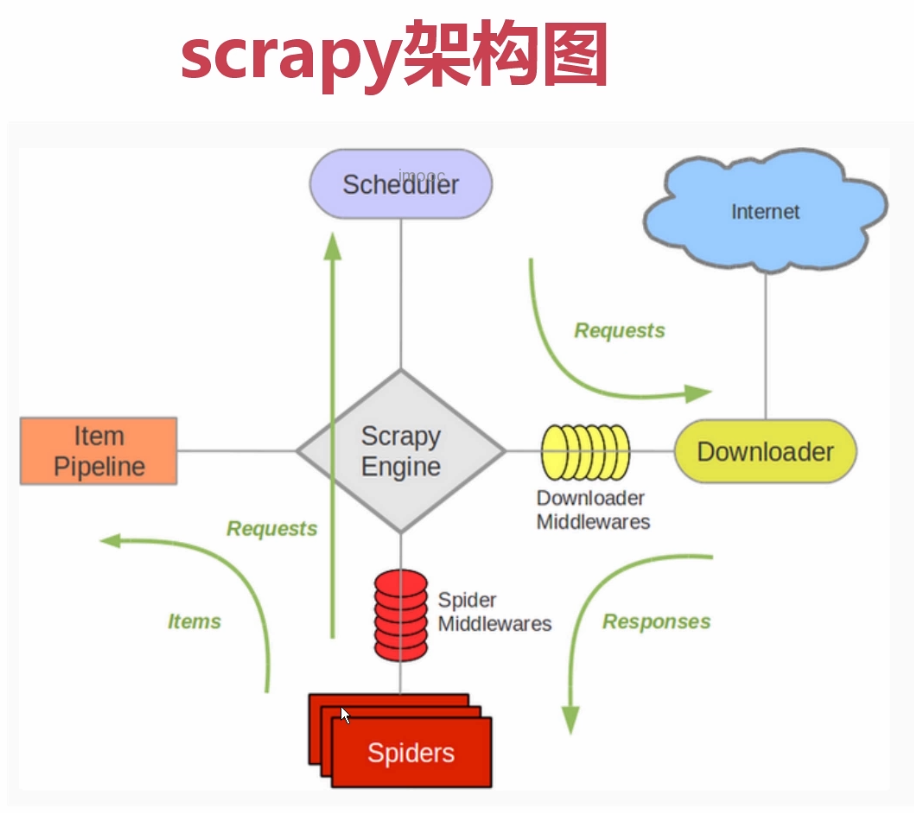 scrapy架构图
Scheduler
imooc
Internet
Requests
Scrapy
Engine
Item
Pipeline
Downloader
Downloader
Middlewares
Requests
Spider
Middlewares
Items
Responses
Spiders